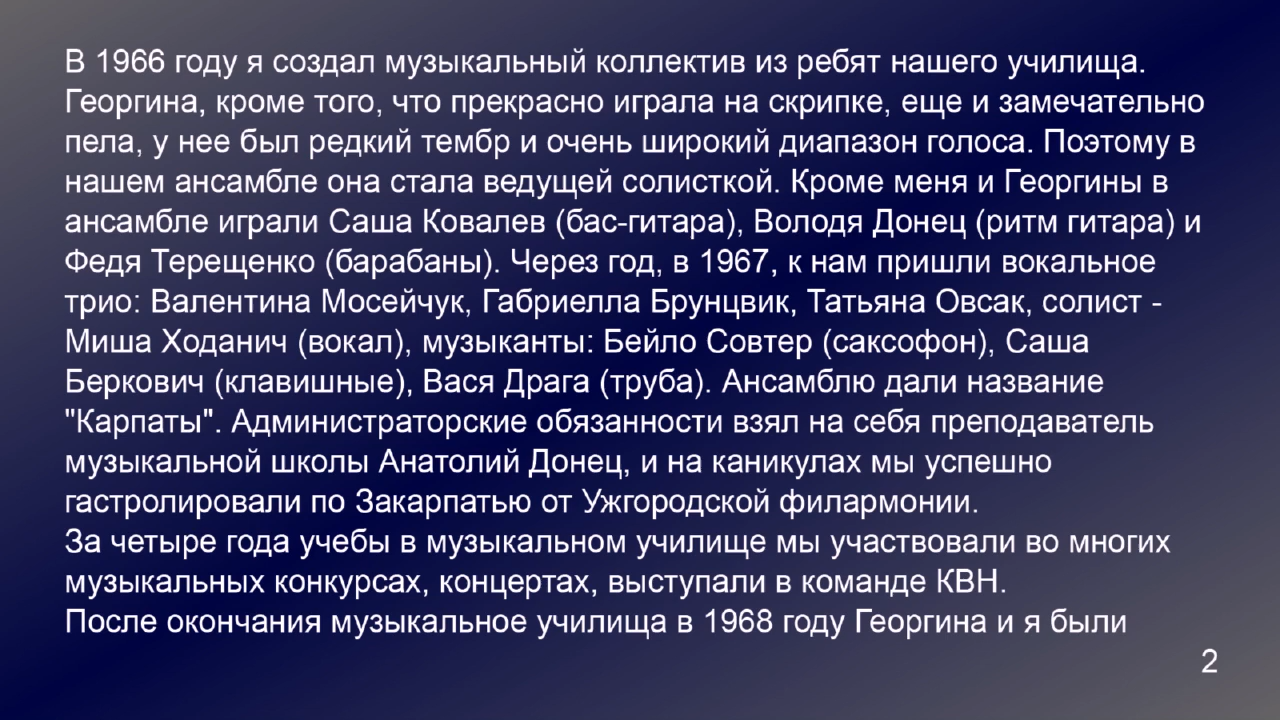 В 1966 году я создал музыкальный коллектив из ребят нашего училища.
Георгина, кроме того, что прекрасно играла на скрипке, еще и замечательно
пела, у нее был редкий тембр и очень широкий диапазон голоса. Поэтому в
нашем ансамбле она стала ведущей солисткой. Кроме меня и Георгины в
ансамбле играли Саша Ковалев (бас-гитара), Володя Донец (ритм гитара) и
Федя Терещенко (барабаны). Через год, в 1967, к нам пришли вокальное
трио: Валентина Мосейчук, Габриелла Брунцвик, Татьяна Овсак, солист -
Миша Ходанич (вокал), музыканты: Бейло Совтер (саксофон), Саша
Беркович (клавишные), Вася Драга (труба). Ансамблю дали название
"Карпаты". Администраторские обязанности взял на себя преподаватель
музыкальной школы Анатолий Донец, и на каникулах мы успешно
гастролировали по Закарпатью от Ужгородской филармонии.
За четыре года учебы в музыкальном училище мы участвовали во многих
музыкальных конкурсах, концертах, выступали в команде КВН.
После окончания музыкальное училища в 1968 году Георгина и я были
2